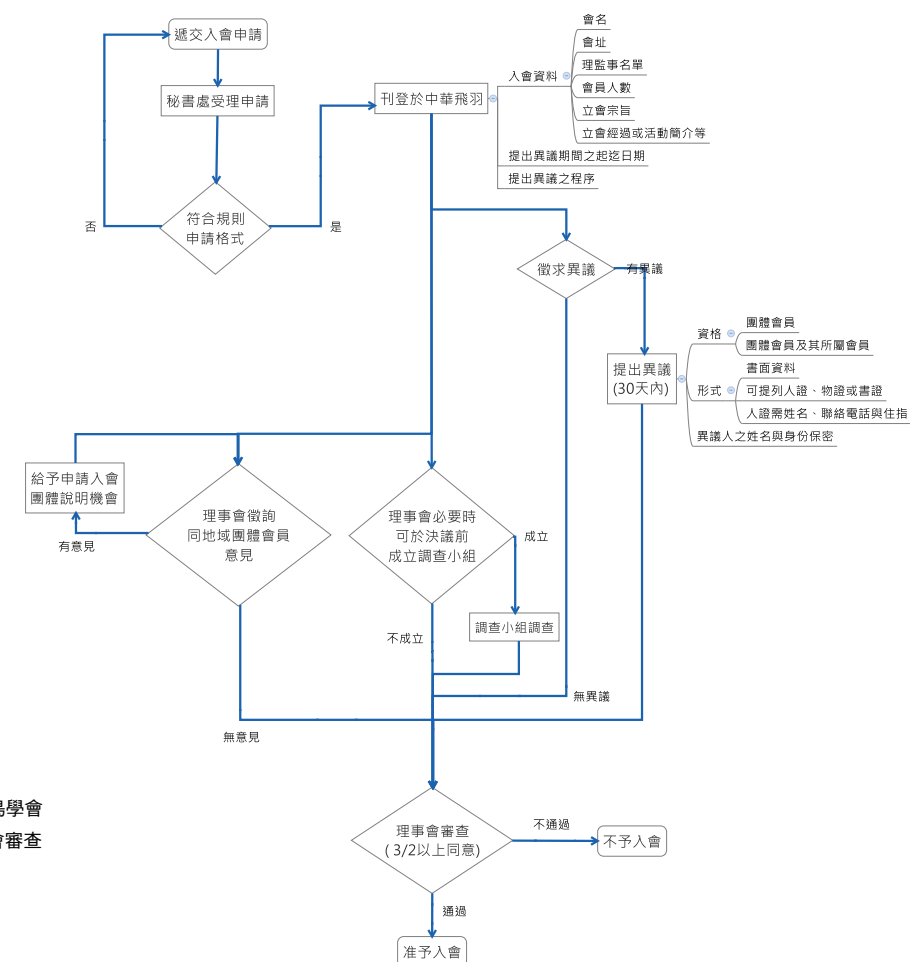 遞交入會申請
秘書處受理申請
符合規則
申請格式
否
是
刊登於中華飛羽
入會資料
會名
會址
理監事名單
會員人數
立會宗旨
立會經過或活動簡介等
提出異議期間之起迄日期
提出異議之程序
徵求異議
有異議
提出異議
(30天內)
資格
團體會員
團體會員及其所屬會員
形式
書面資料
可提列人證、物證或書證
人證需姓名、聯絡電話與住指
異議人之姓名與身份保密
給予申請入會
團體說明機會
有意見
理事會徵詢
同地域團體會員
意見
理事會必要時
可於決議前
成立調查小組
成立
調查小組調查
不成立
無異議
無意見
鳥學會
會審查
理事會審查
( 3/2以上同意)
不通過
不予入會
通過
准予入會